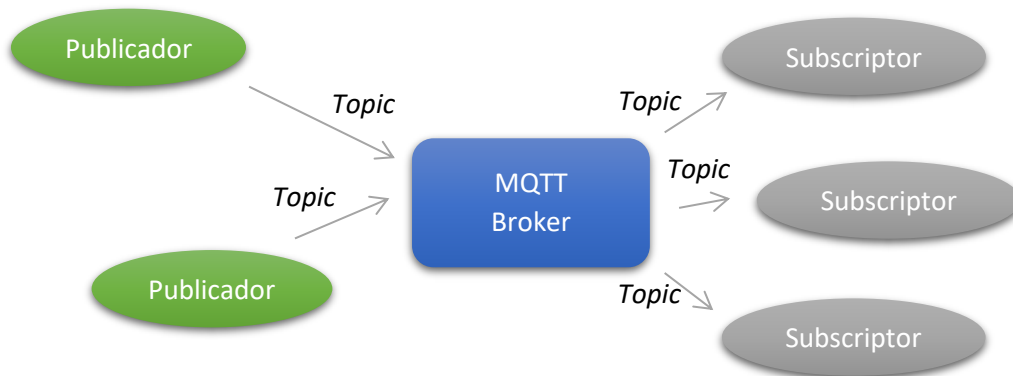 Publicador
Subscriptor
Topic
Topic
MQTT
Broker
Topic
Topic
Subscriptor
Publicador
Topic
Subscriptor